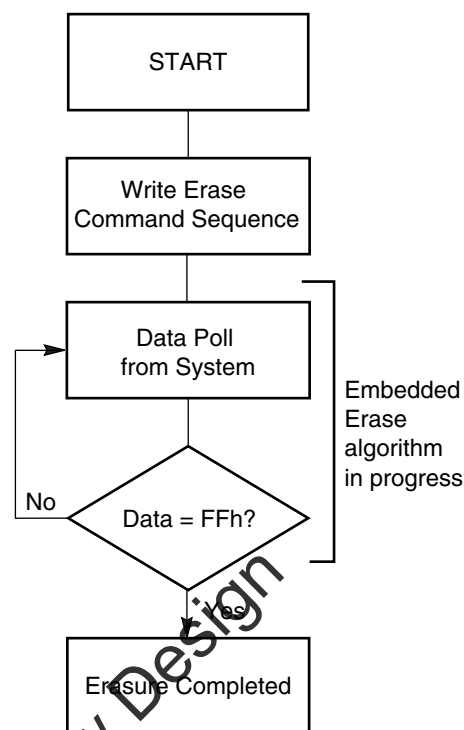 START
Write Erase
Command Sequence
Data Poll
from System
Embedded
Erase
algorithm
in progress
No
Data = FFh?
Yes
Erasure Completed
Design